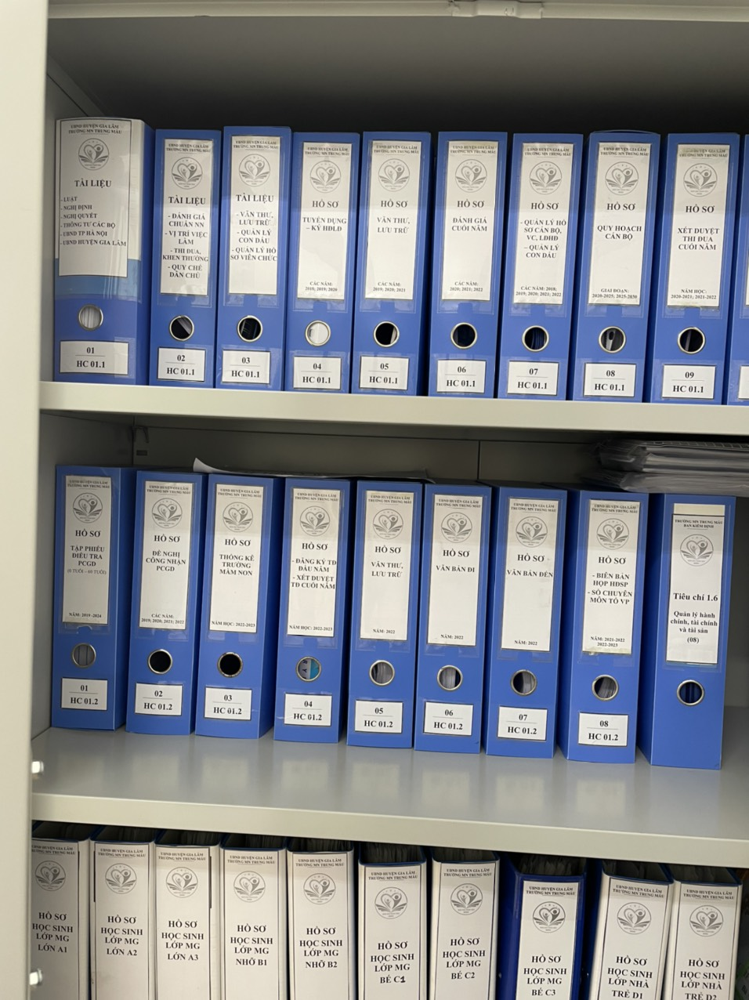 UBND HUYỆN GIA LÂM
TRƯỜNG MN TRUNG MẦU
TÀI LIỆU
- LUẬT
- NGHỊ ĐỊNH
- NGHỊ QUYẾT
- THÔNG TƯ CÁC BỘ
- UBND TP HÀ NỘI
- UBND HUYỆN GIA LÂM
01
HC 01.1
UBND HUYỆN GIA LÂM
TRƯỜNG MN TRUNG MẦU
TÀI LIỆU
- ĐÁNH GIÁ
CHUẨN NN
- VỊ TRÍ VIỆC
LÀM
- THI ĐUA,
KHEN THƯỞNG
- QUY CHẾ
DÂN CHỦ
02
HC 01.1
UBND HUYỆN GIA LÂM
TRƯỜNG MN TRUNG MẦU
TÀI LIỆU
- VĂN THƯ,
LƯU TRỮ
- QUẢN LÝ
CON DẤU
- QUẢN LÝ HỒ
SƠ VIÊN CHỨC
03
HC 01.1
UBND HUYỆN GIA LÂM
TRƯỜNG MN TRUNG MẦU
HỒ SƠ
TUYỂN DỤNG
– KÝ HĐLĐ
CÁC NĂM:
2018; 2019; 2020
04
HC 01.1
UBND HUYỆN GIA LÂM
TRƯỜNG MN TRUNG MẦU
HỒ SƠ
VĂN THƯ,
LƯU TRỮ
CÁC NĂM:
2019; 2020; 2021
05
HC 01.1
UBND HUYỆN GIA LÂM
TRƯỜNG MN TRUNG MẦU
HỒ SƠ
ĐÁNH GIÁ
CUỐI NĂM
CÁC NĂM:
2020; 2021; 2022
06
HC 01.1
UBND HUYỆN GIA LÂM
TRƯỜNG MN TRUNG MẦU
HỒ SƠ
- QUẢN LÝ HỒ
SƠ CÁN BỘ,
VC, LĐHĐ
– QUẢN LÝ
CON DẤU
CÁC NĂM: 2018;
2019; 2020; 2021; 2022
07
HC 01.1
UBND HUYỆN GIA LÂM
TRƯỜNG MN TRUNG MẦU
HỒ SƠ
QUY HOẠCH
CÁN BỘ
GIAI ĐOẠN:
2020-2025; 2025-2030
08
HC 01.1
UBND HUYỆN GIA LÂM
TRƯỜNG MN TRUNG MẦU
HỒ SƠ
XÉT DUYỆT
THI ĐUA
CUỐI NĂM
NĂM HỌC:
2020-2021; 2021-2022
09
HC 01.1
UBND HUYỆN GIA LÂM
TRƯỜNG MN TRUNG MẦU
HỒ SƠ
TẬP PHIẾU
ĐIỀU TRA
PCGD
(0 TUỔI – 60 TUỔI)
NĂM: 2019 -2024
01
HC 01.2
UBND HUYỆN GIA LÂM
TRƯỜNG MN TRUNG MẦU
HỒ SƠ
ĐỀ NGHỊ
CÔNG NHẬN
PCGD
CÁC NĂM:
2019; 2020; 2021; 2022
02
HC 01.2
UBND HUYỆN GIA LÂM
TRƯỜNG MN TRUNG MẦU
HỒ SƠ
THỐNG KÊ
TRƯỜNG
MẦM NON
NĂM HỌC: 2022-2023
03
HC 01.2
UBND HUYỆN GIA LÂM
TRƯỜNG MN TRUNG MẦU
HỒ SƠ
- ĐĂNG KÝ TĐ
ĐẦU NĂM
- XÉT DUYỆT
TĐ CUỐI NĂM
NĂM HỌC: 2022-2023
04
HC 01.2
UBND HUYỆN GIA LÂM
TRƯỜNG MN TRUNG MẦU
HỒ SƠ
VĂN THƯ,
LƯU TRỮ
NĂM: 2022
05
HC 01.2
UBND HUYỆN GIA LÂM
TRƯỜNG MN TRUNG MẦU
HỒ SƠ
VĂN BẢN ĐI
NĂM: 2022
06
HC 01.2
UBND HUYỆN GIA LÂM
TRƯỜNG MN TRUNG MẦU
HỒ SƠ
VĂN BẢN ĐẾN
NĂM: 2022
07
HC 01.2
UBND HUYỆN GIA LÂM
TRƯỜNG MN TRUNG MẦU
HỒ SƠ
- BIÊN BẢN
HỌP HĐSP
- SỔ CHUYÊN
MÔN TỔ VP
NĂM: 2021-2022
2022-2023
08
HC 01.2
TRƯỜNG MN TRUNG MẦU
BAN KIỂM ĐỊNH
Tiêu chí 1.6
Quản lý hành
chính, tài chính
và tài sản
(08)
UBND HUYỆN GIA LÂM
TRƯỜNG MN TRUNG MẦU
HỒ SƠ
HỌC SINH
LỚP MG
LỚN A1
UBND HUYỆN GIA LÂM
TRƯỜNG MN TRUNG MẦU
HỒ SƠ
HỌC SINH
LỚP MG
LỚN A2
UBND HUYỆN GIA LÂM
TRƯỜNG MN TRUNG MẦU
HỒ SƠ
HỌC SINH
LỚP MG
LỚN A3
UBND HUYỆN GIA LÂM
TRƯỜNG MN TRUNG MẦU
HỒ SƠ
HỌC SINH
LỚP MG
NHỠ B1
UBND HUYỆN GIA LÂM
TRƯỜNG MN TRUNG MẦU
HỒ SƠ
HỌC SINH
LỚP MG
NHỠ B2
UBND HUYỆN GIA LÂM
TRƯỜNG MN TRUNG MẦU
HỒ SƠ
HỌC SINH
LỚP MG
BÉ C1
UBND HUYỆN GIA LÂM
TRƯỜNG MN TRUNG MẦU
HỒ SƠ
HỌC SINH
LỚP MG
BÉ C2
UBND HUYỆN GIA LÂM
TRƯỜNG MN TRUNG MẦU
HỒ SƠ
HỌC SINH
LỚP MG
BÉ C3
UBND HUYỆN GIA LÂM
TRƯỜNG MN TRUNG MẦU
HỒ SƠ
HỌC SINH
LỚP NHÀ
TRẺ D1
UBND HUYỆN GIA LÂM
TRƯỜNG MN TRUNG MẦU
HỒ SƠ
HỌC SINH
LỚP NHÀ
TRẺ D2